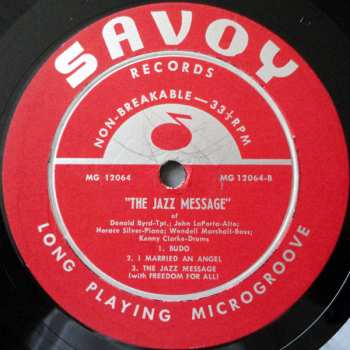 SAVOY
RECORDS
NON-BREAKABLE—33⅓ RPM
MG 12064
MG 12064-B
"THE JAZZ MESSAGE"
of
Donald Byrd-Tpt.; John LaPorta-Alto;
Horace Silver-Piano; Wendell Marshall-Bass;
Kenny Clarke-Drums
1. BUDO
2. I MARRIED AN ANGEL
3. THE JAZZ MESSAGE
(with FREEDOM FOR ALL)
LONG PLAYING MICROGROOVE